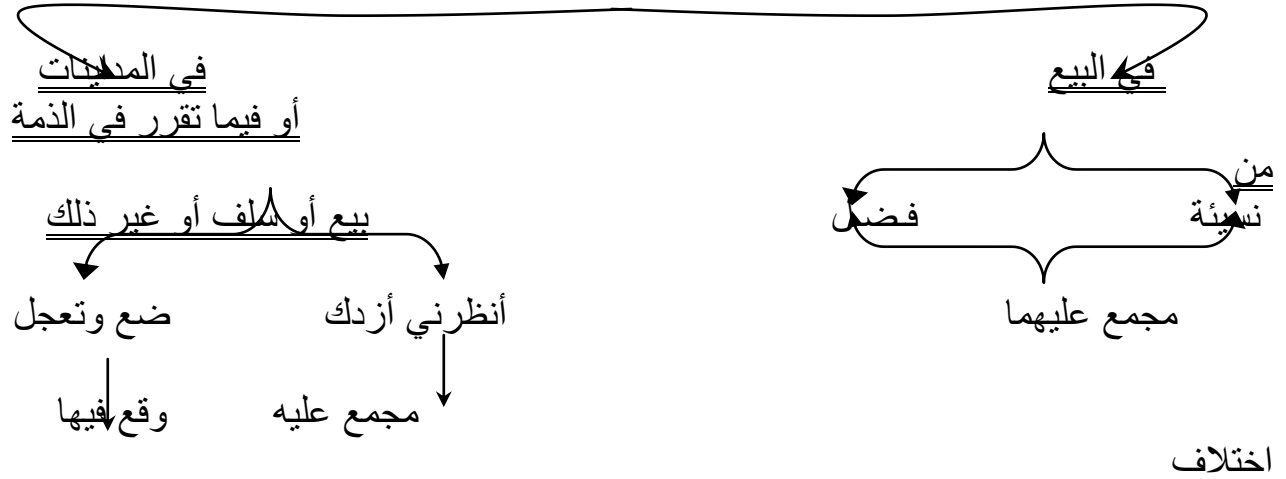 في البيع
في المداينات
أو فيما تقرر في الذمة
من
بيع أو سلف أو غير ذلك
نسيئة
فضل
مجمع عليهما
أنظرني أزدك
ضع وتعجل
مجمع عليه
وقع فيها
اختلاف